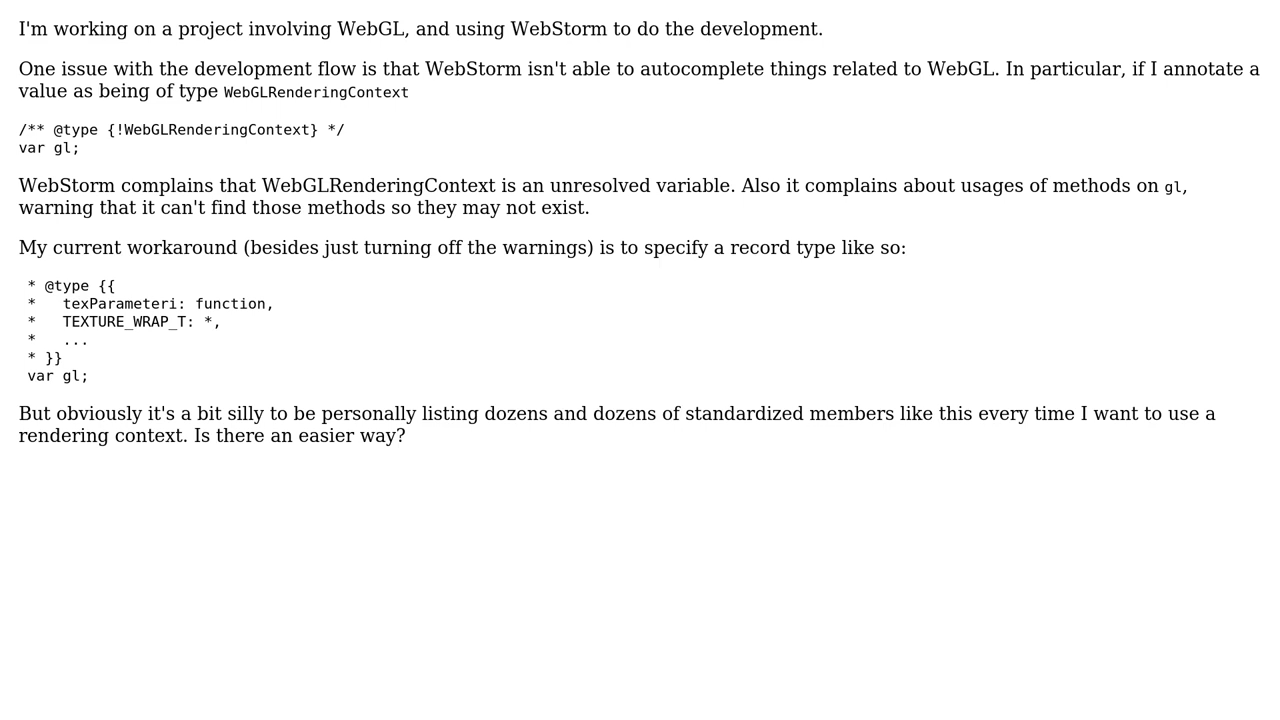 I'm working on a project involving WebGL, and using WebStorm to do the development.
One issue with the development flow is that WebStorm isn't able to autocomplete things related to WebGL. In particular, if I annotate a
value as being of type WebGLRenderingContext
/** @type {!WebGLRenderingContext} */
var gl;
WebStorm complains that WebGLRenderingContext is an unresolved variable. Also it complains about usages of methods on gl,
warning that it can't find those methods so they may not exist.
My current workaround (besides just turning off the warnings) is to specify a record type like so:
 * @type {{
 *   texParameteri: function,
 *   TEXTURE_WRAP_T: *,
 *   ...
 * }}
 var gl;
But obviously it's a bit silly to be personally listing dozens and dozens of standardized members like this every time I want to use a
rendering context. Is there an easier way?